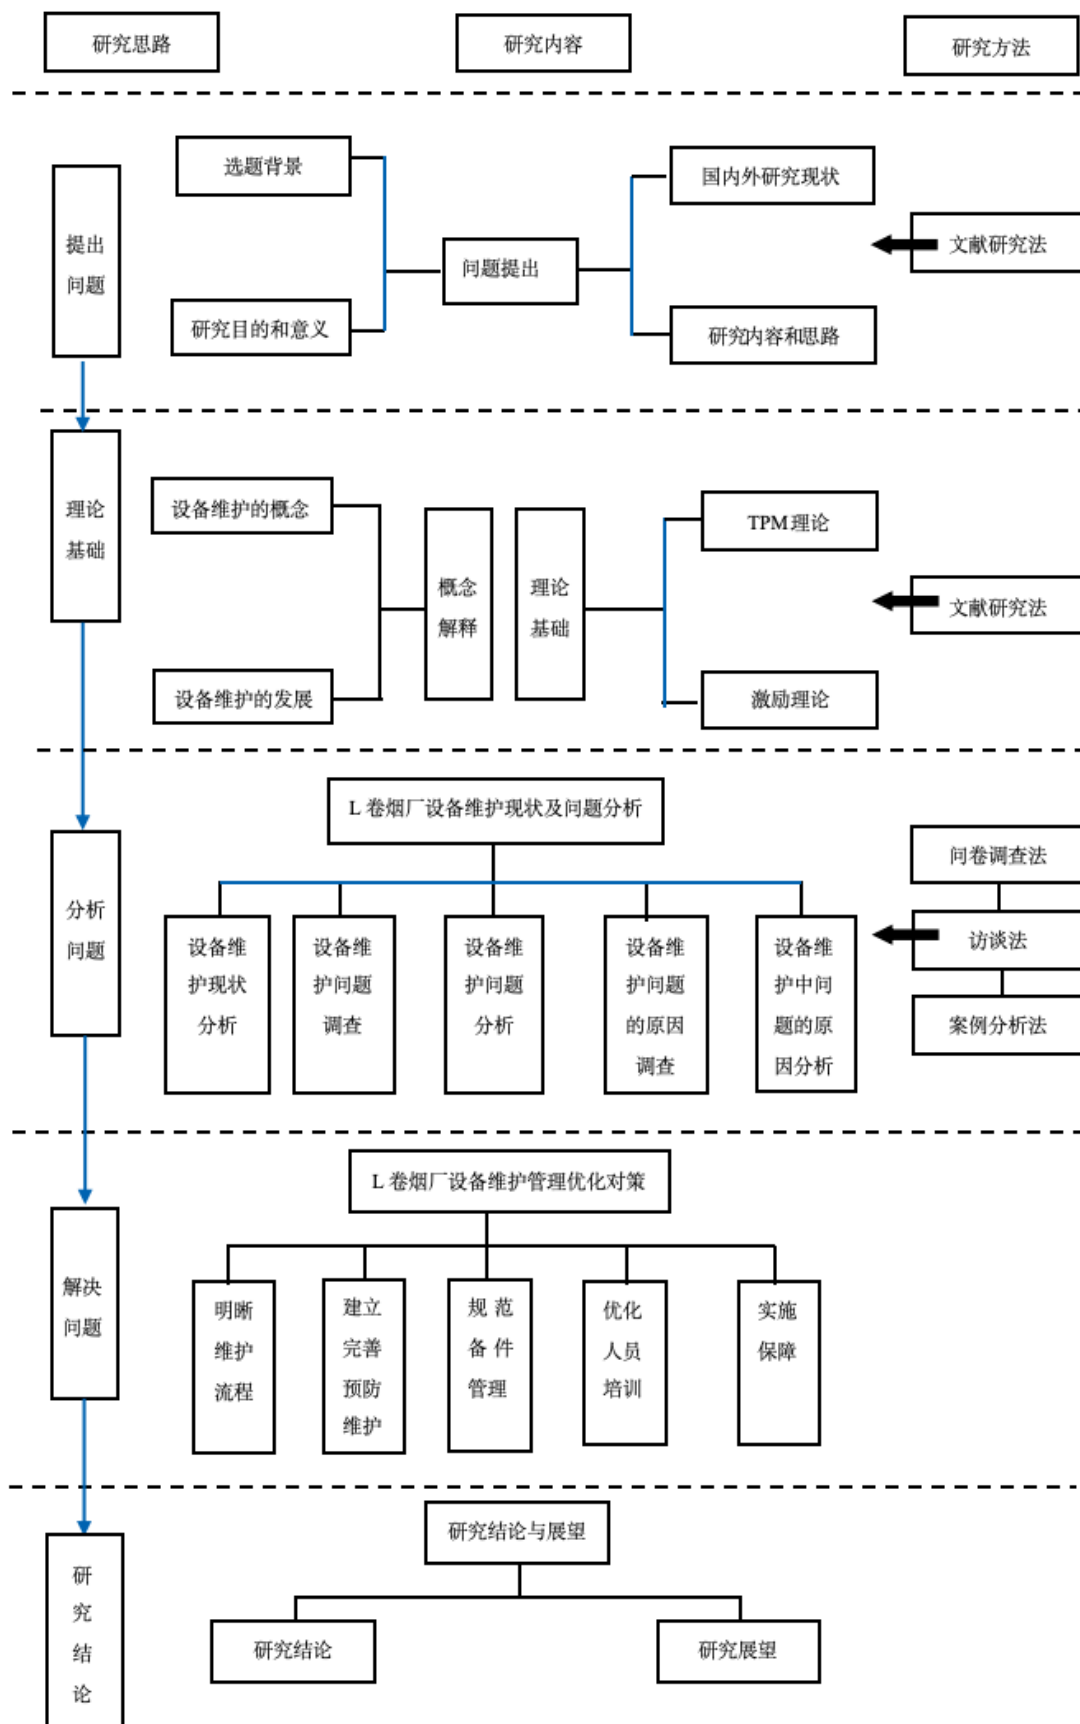 研究思路
研究内容
研究方法
提出
问题
选题背景
研究目的和意义
问题提出
国内外研究现状
研究内容和思路
文献研究法
理论
基础
设备维护的概念
设备维护的发展
概念
解释
理论
基础
TPM 理论
激励理论
文献研究法
分析
问题
L 卷烟厂设备维护现状及问题分析
设备维
护现状
分析
设备维
护问题
调查
设备维
护问题
分析
设备维
护问题
的原因
调查
设备维
护中问
题的原
因分析
问卷调查法
访谈法
案例分析法
解决
问题
L 卷烟厂设备维护管理优化对策
明晰
维护
流程
建立
完善
预防
维护
规 范
备 件
管理
优化
人员
培训
实施
保障
研
究
结
论
研究结论与展望
研究结论
研究展望